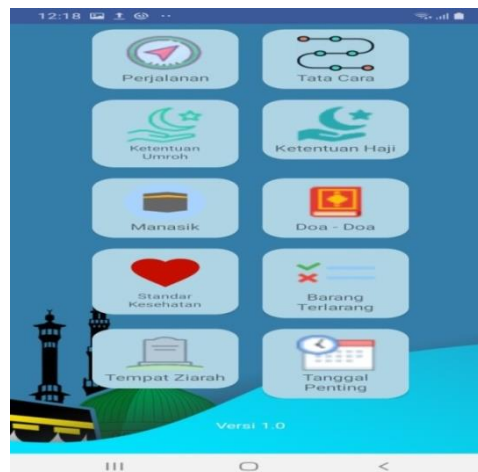 12:18
Perjalanan
Tata Cara
Ketentuan
Umroh
Ketentuan Haji
Manasik
Doa - Doa
Standar
Kesehatan
Barang
Terlarang
Tempat Ziarah
Tanggal
Penting
Versi 1.0